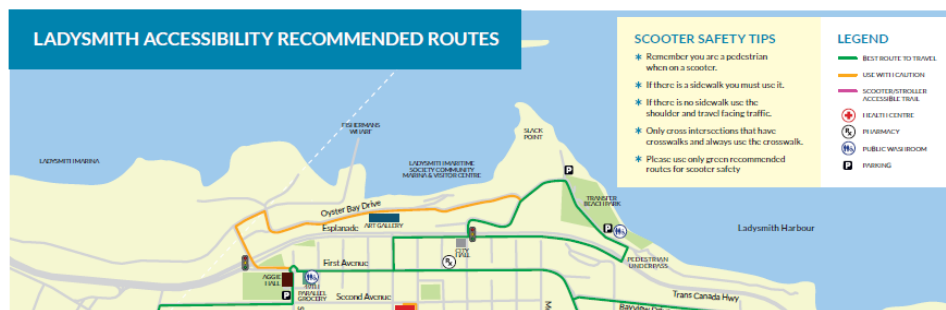 LADYSMITH ACCESSIBILITY RECOMMENDED ROUTES
SCOOTER SAFETY TIPS
* Remember you are a pedestrian
when on a scooter.
* If there is a sidewalk you must use it.
* If there is no sidewalk use the
shoulder and travel facing traffic.
* Only cross intersections that have
crosswalks and always use the crosswalk.
* Please use only green recommended
routes for scooter safety
LEGEND
BEST ROUTE TO TRAVEL
USE WITH CAUTION
SCOOTER/STROLLER
ACCESSIBLE TRAIL
HEALTH CENTRE
PHARMACY
PUBLIC WASHROOM
P PARKING
LADYSMITH MARINA
FISHERMANS
WHARF
SLACK
POINT
LADYSMITH MARITIME
SOCIETY COMMUNITY
MARINA & VISITOR CENTRE
P
TRANSFER
BEACH PARK
P
Ladysmith Harbour
Oyster Bay Drive
ART GALLERY
Esplanade
CITY
HALL
PEDESTRIAN
UNDERPASS
First Avenue
AGGIE
HALL
PARALLEL
GROCERY
P
Second Avenue
Trans Canada Hwy